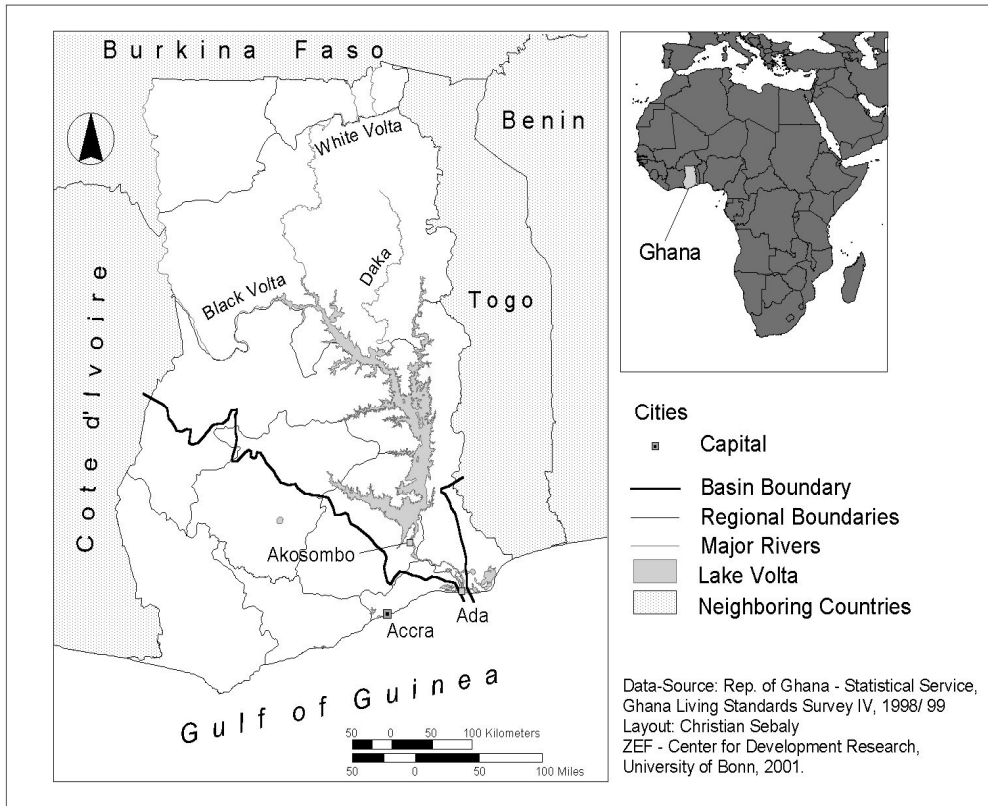 Burkina Faso
Benin
White Volta
Daka
Black Volta
Togo
Cote d'Ivoire
Akosombo
Ada
Accra
Gulf of Guinea
50 0 50 100 Kilometers
50 0 50 100 Miles
Ghana
Cities
Capital
Basin Boundary
Regional Boundaries
Major Rivers
Lake Volta
Neighboring Countries
Data-Source: Rep. of Ghana - Statistical Service,
Ghana Living Standards Survey IV, 1998/ 99
Layout: Christian Sebaly
ZEF - Center for Development Research,
University of Bonn, 2001.